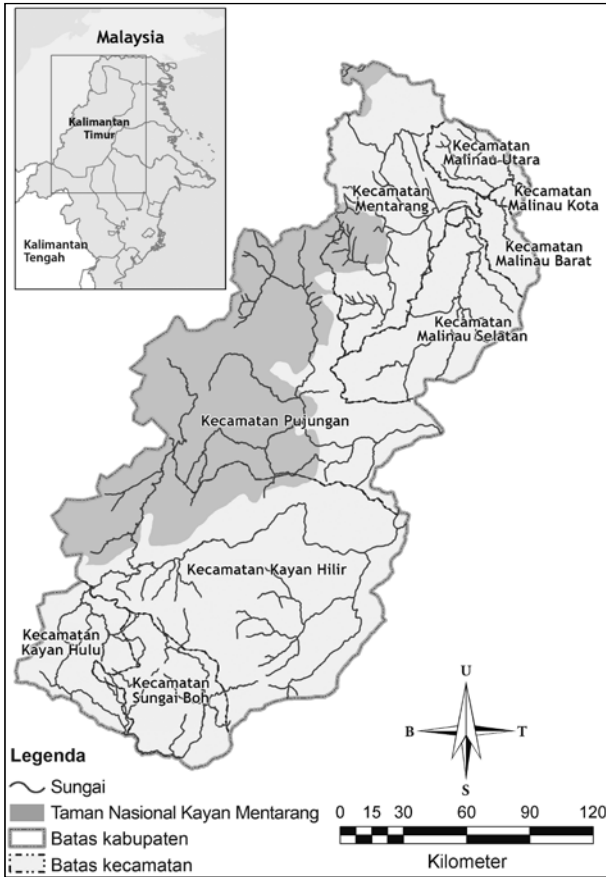 Malaysia
Kalimantan
Timur
Kalimantan
Tengah
Kecamatan
Malinau Utara
Kecamatan
Mentarang
Kecamatan
Malinau Kota
Kecamatan
Malinau Barat
Kecamatan
Malinau Selatan
Kecamatan Pujungan
Kecamatan Kayan Hilir
Kecamatan
Kayan Hulu
Kecamatan
Sungai Boh
U
B
T
S
Legenda
Sungai
Taman Nasional Kayan Mentarang
Batas kabupaten
Batas kecamatan
0 15 30 60 90 120
Kilometer